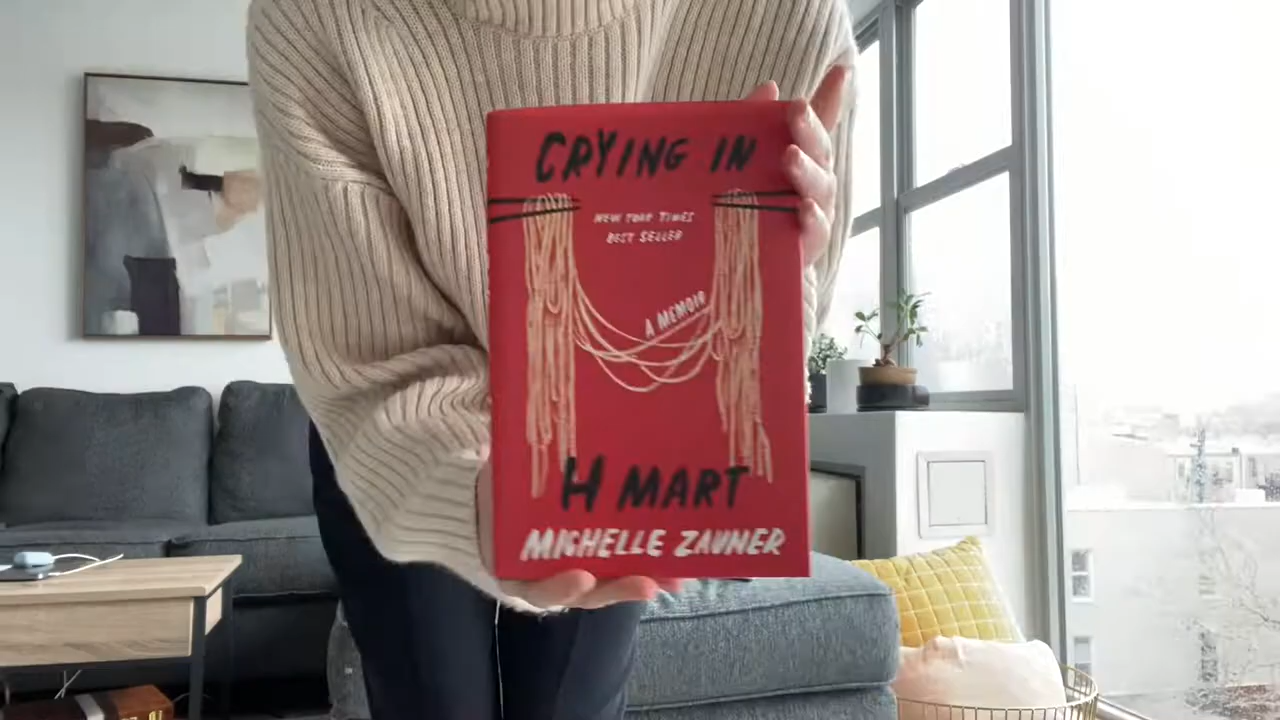 CRYING IN
NEW YORK TIMES
BEST SELLER
A MEMOIR
H MART
MICHELLE ZAUNER